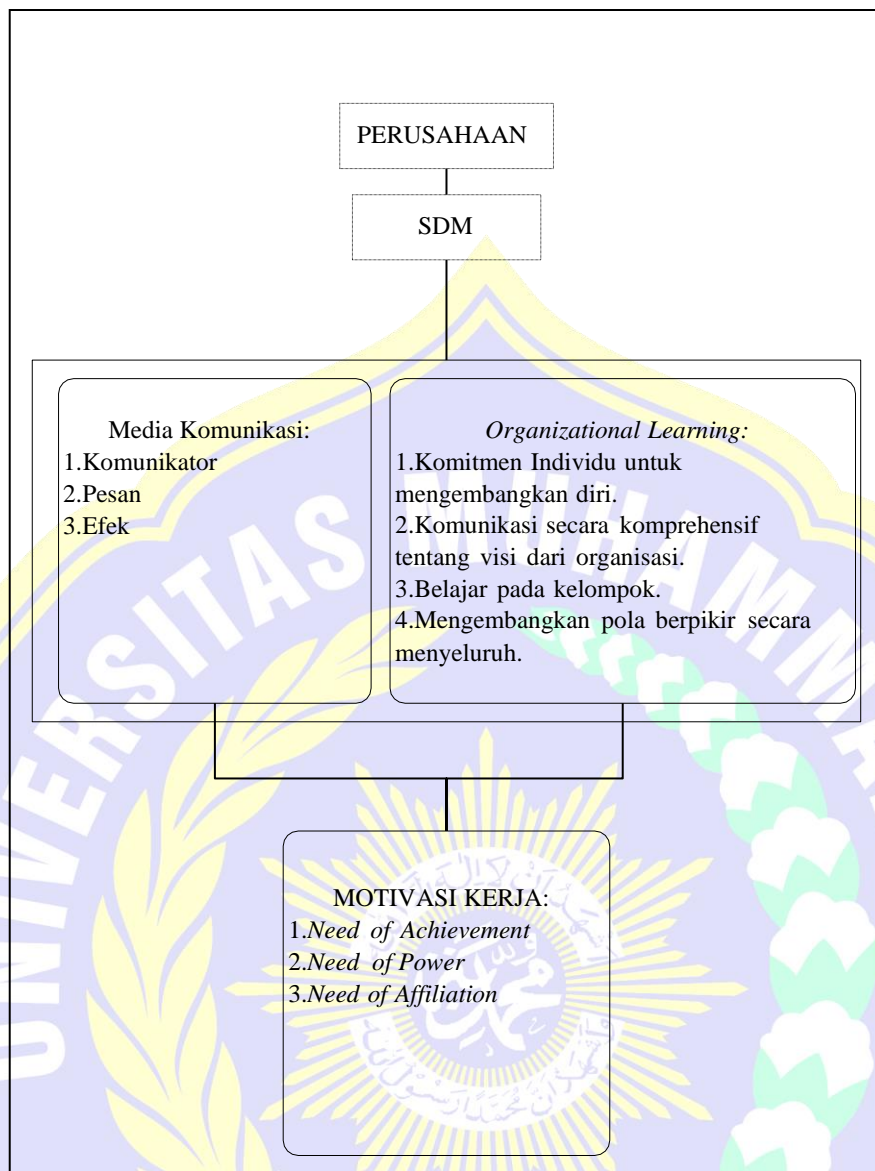 PERUSAHAAN
SDM
Media Komunikasi:
1.Komunikator
2.Pesan
3.Efek
Organizational Learning:
1.Komitmen Individu untuk
mengembangkan diri.
2.Komunikasi secara komprehensif
tentang visi dari organisasi.
3.Belajar pada kelompok.
4.Mengembangkan pola berpikir secara
menyeluruh.
MOTIVASI KERJA:
1.Need of Achievement
2.Need of Power
3.Need of Affiliation
UNIVERSITAS MUHAMMA